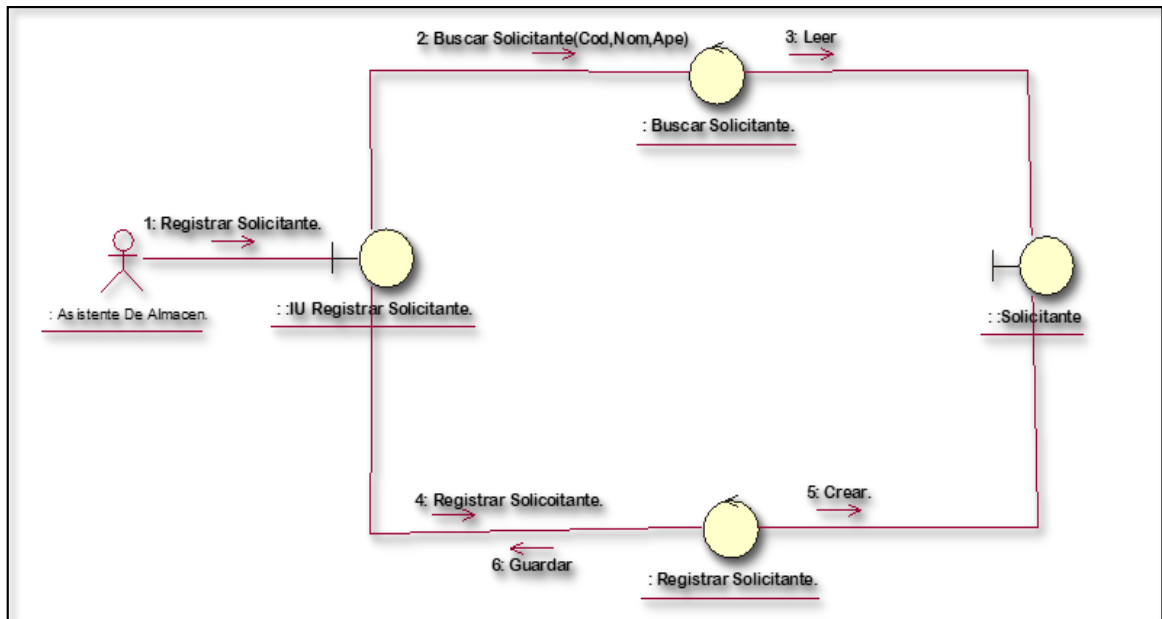 2: Buscar Solicitante(Cod,Nom,Ape)
3: Leer
: Buscar Solicitante.
1: Registrar Solicitante.
: Asistente De Almacen.
: :IU Registrar Solicitante.
: :Solicitante
4: Registrar Solicoitante.
5: Crear.
6: Guardar
: Registrar Solicitante.